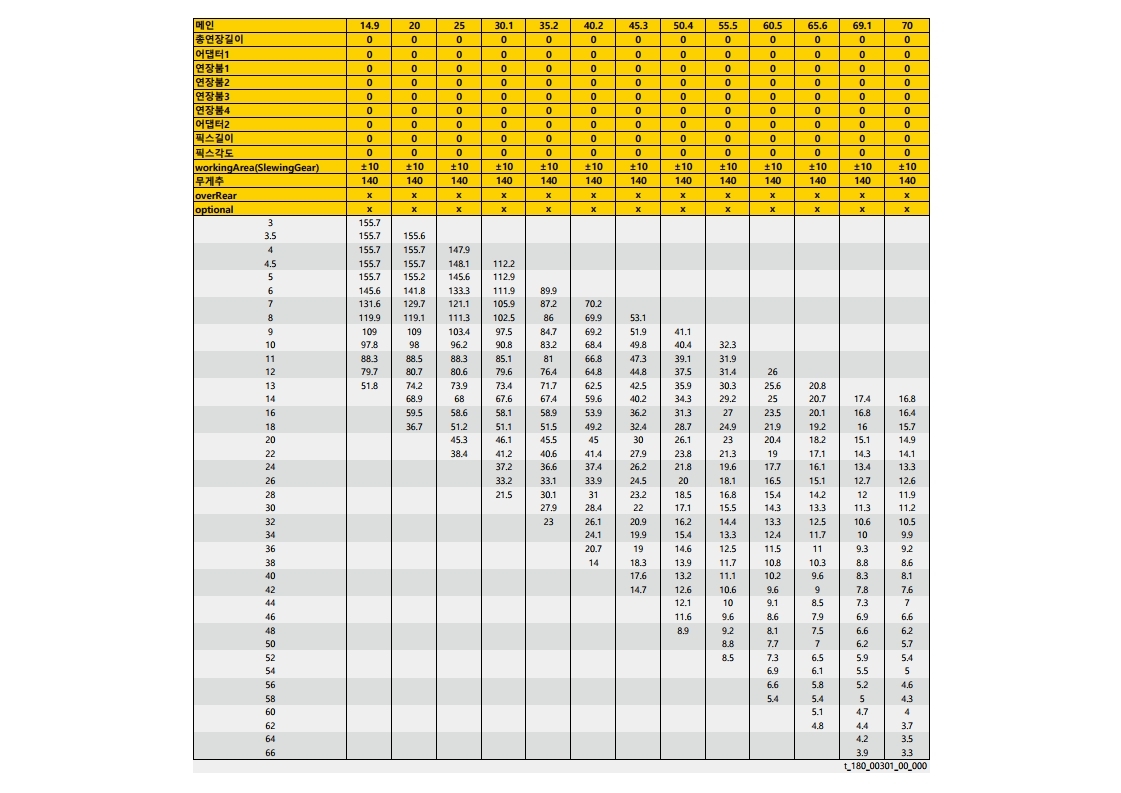 메인 14.9 20 25 30.1 35.2 40.2 45.3 50.4 55.5 60.5 65.6 69.1 70
총연장길이 0 0 0 0 0 0 0 0 0 0 0 0 0
어댑터1 0 0 0 0 0 0 0 0 0 0 0 0 0
연장붐1 0 0 0 0 0 0 0 0 0 0 0 0 0
연장붐2 0 0 0 0 0 0 0 0 0 0 0 0 0
연장붐3 0 0 0 0 0 0 0 0 0 0 0 0 0
연장붐4 0 0 0 0 0 0 0 0 0 0 0 0 0
어댑터2 0 0 0 0 0 0 0 0 0 0 0 0 0
픽스길이 0 0 0 0 0 0 0 0 0 0 0 0 0
픽스각도 0 0 0 0 0 0 0 0 0 0 0 0 0
workingArea(SlewingGear) ±10 ±10 ±10 ±10 ±10 ±10 ±10 ±10 ±10 ±10 ±10 ±10 ±10
무게추 140 140 140 140 140 140 140 140 140 140 140 140 140
overRear x x x x x x x x x x x x x
optional x x x x x x x x x x x x x
3 155.7
3.5 155.7 155.6
4 155.7 155.7 147.9
4.5 155.7 155.7 148.1 112.2
5 155.7 155.2 145.6 112.9
6 145.6 141.8 133.3 111.9 89.9
7 131.6 129.7 121.1 105.9 87.2 70.2
8 119.9 119.1 111.3 102.5 86 69.9 53.1
9 109 109 103.4 97.5 84.7 69.2 51.9 41.1
10 97.8 98 96.2 90.8 83.2 68.4 49.8 40.4 32.3
11 88.3 88.5 88.3 85.1 81 66.8 47.3 39.1 31.9
12 79.7 80.7 80.6 79.6 76.4 64.8 44.8 37.5 31.4 26
13 51.8 74.2 73.9 73.4 71.7 62.5 42.5 35.9 30.3 25.6 20.8
14 68.9 68 67.6 67.4 59.6 40.2 34.3 29.2 25 20.7 17.4 16.8
16 59.5 58.6 58.1 58.9 53.9 36.2 31.3 27 23.5 20.1 16.8 16.4
18 36.7 51.2 51.1 51.5 49.2 32.4 28.7 24.9 21.9 19.2 16 15.7
20 45.3 46.1 45.5 45 30 26.1 23 20.4 18.2 15.1 14.9
22 38.4 41.2 40.6 41.4 27.9 23.8 21.3 19 17.1 14.3 14.1
24 37.2 36.6 37.4 26.2 21.8 19.6 17.7 16.1 13.4 13.3
26 33.2 33.1 33.9 24.5 20 18.1 16.5 15.1 12.7 12.6
28 21.5 30.1 31 23.2 18.5 16.8 15.4 14.2 12 11.9
30 27.9 28.4 22 17.1 15.5 14.3 13.3 11.3 11.2
32 23 26.1 20.9 16.2 14.4 13.3 12.5 10.6 10.5
34 24.1 19.9 15.4 13.3 12.4 11.7 10 9.9
36 20.7 19 14.6 12.5 11.5 11 9.3 9.2
38 14 18.3 13.9 11.7 10.8 10.3 8.8 8.6
40 17.6 13.2 11.1 10.2 9.6 8.3 8.1
42 14.7 12.6 10.6 9.6 9 7.8 7.6
44 12.1 10 9.1 8.5 7.3 7
46 11.6 9.6 8.6 7.9 6.9 6.6
48 8.9 9.2 8.1 7.5 6.6 6.2
50 8.8 7.7 7 6.2 5.7
52 8.5 7.3 6.5 5.9 5.4
54 6.9 6.1 5.5 5
56 6.6 5.8 5.2 4.6
58 5.4 5.4 5 4.3
60 5.1 4.7 4
62 4.8 4.4 3.7
64 4.2 3.5
66 3.9 3.3
t_180_00301_00_000